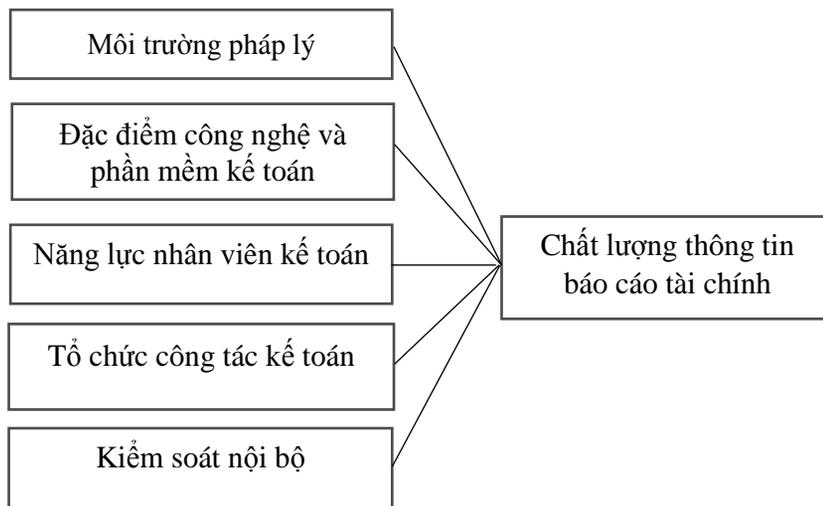 Môi trường pháp lý
Đặc điểm công nghệ và
phần mềm kế toán
Năng lực nhân viên kế toán
Tổ chức công tác kế toán
Kiểm soát nội bộ
Chất lượng thông tin
báo cáo tài chính